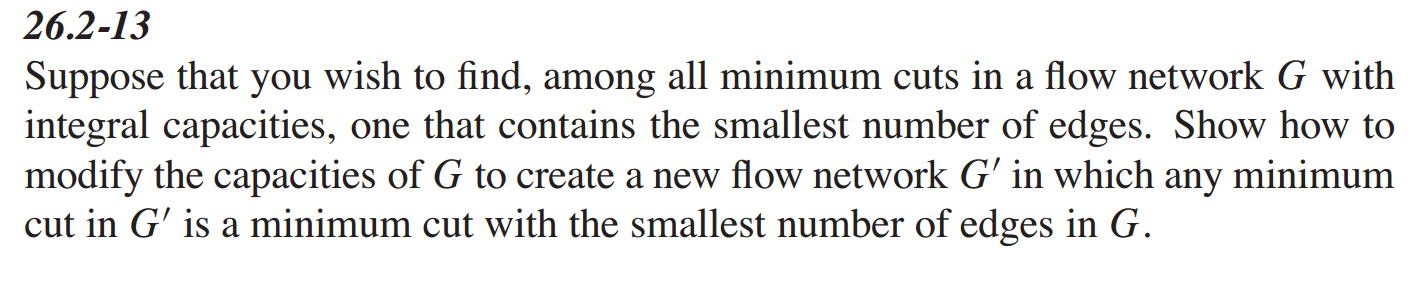 26.2-13
Suppose that you wish to find, among all minimum cuts in a flow network G with
integral capacities, one that contains the smallest number of edges. Show how to
modify the capacities of G to create a new flow network G′ in which any minimum
cut in G′ is a minimum cut with the smallest number of edges in G.